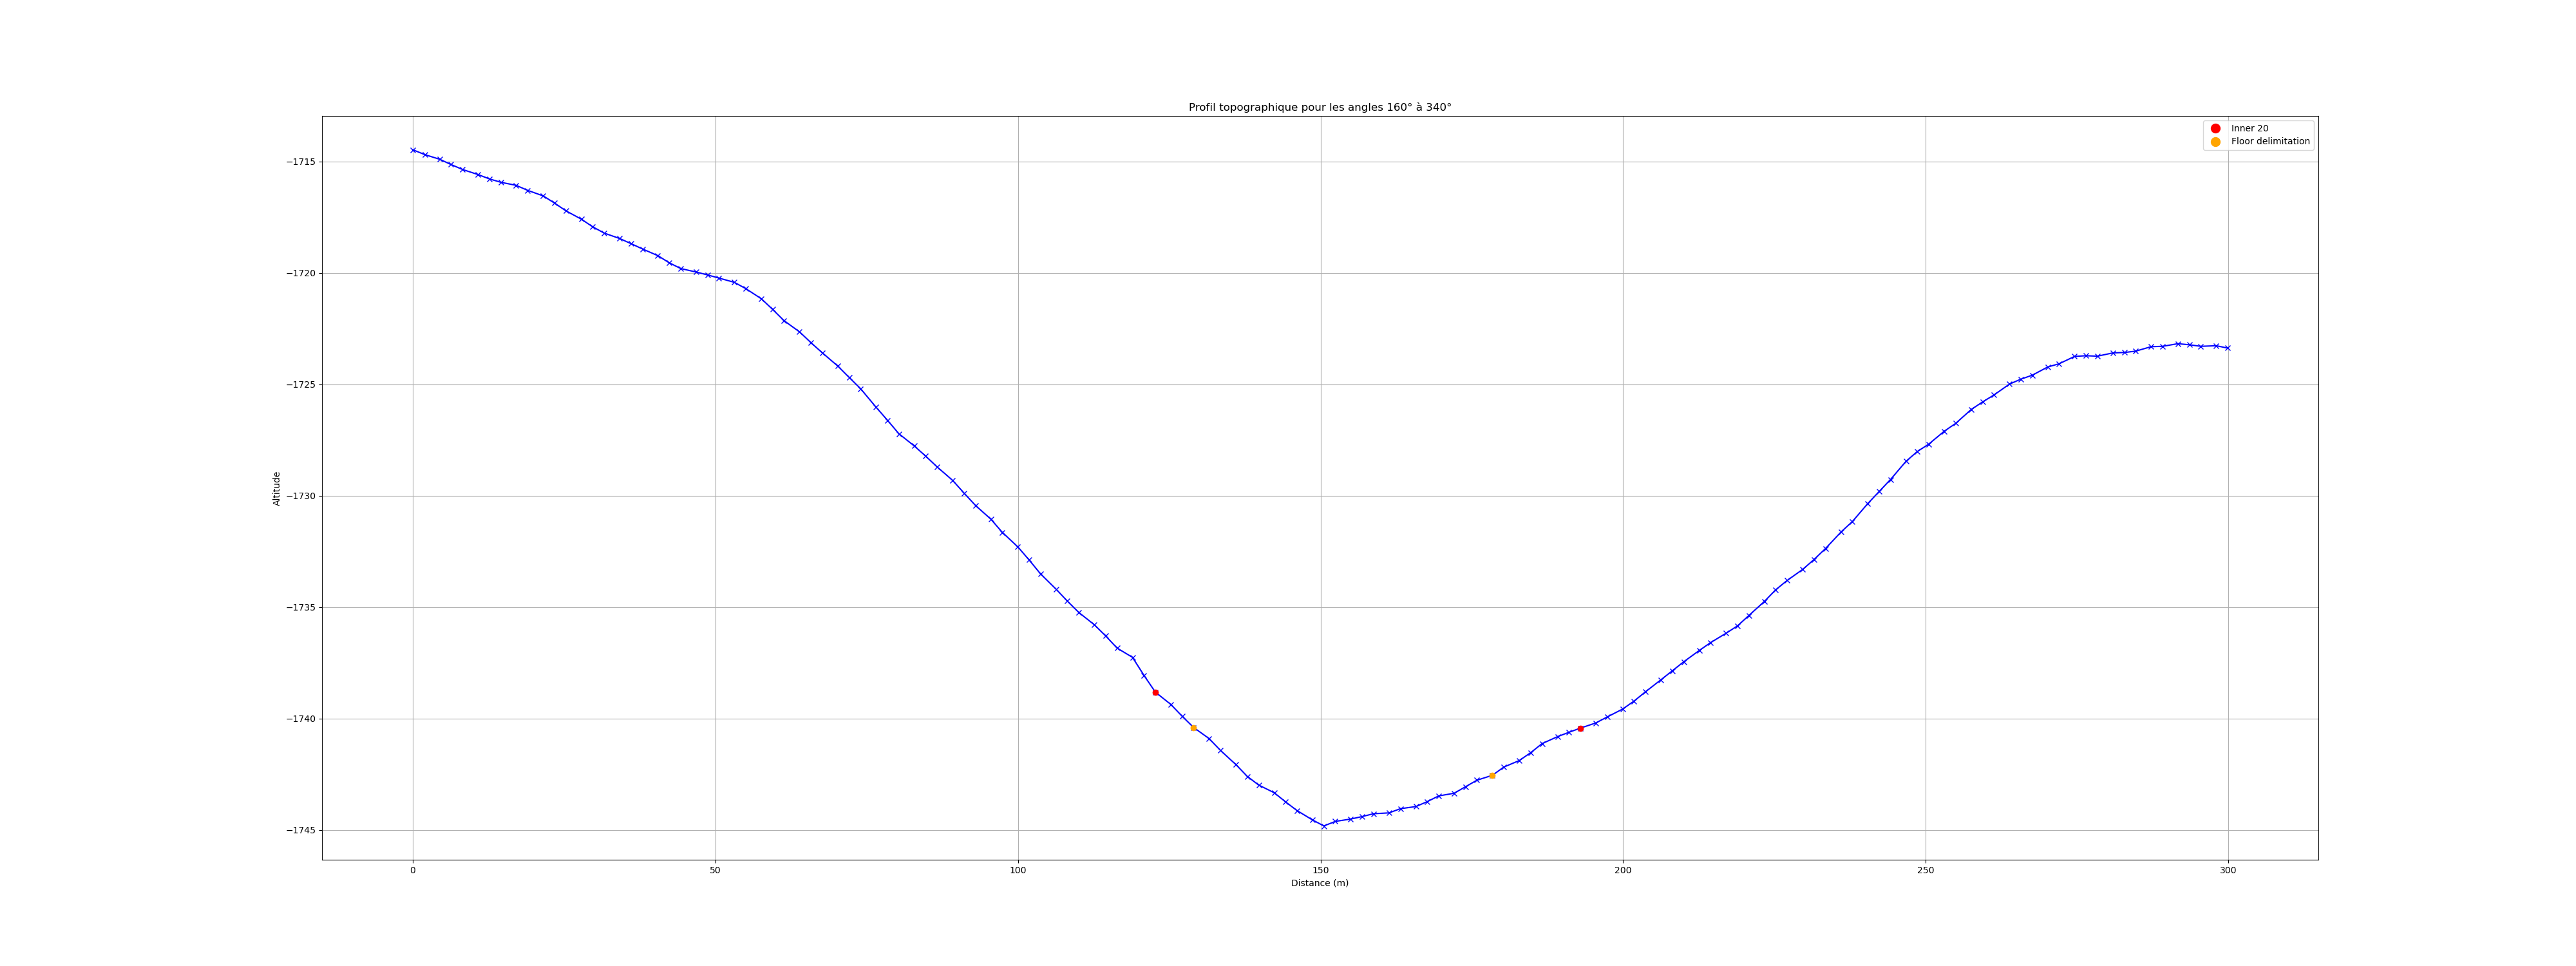 Profil topographique pour les angles 160° à 340°
Inner 20
Floor delimitation
−1715
−1720
−1725
−1730
−1735
−1740
−1745
Altitude
0 50 100 150 200 250 300
Distance (m)